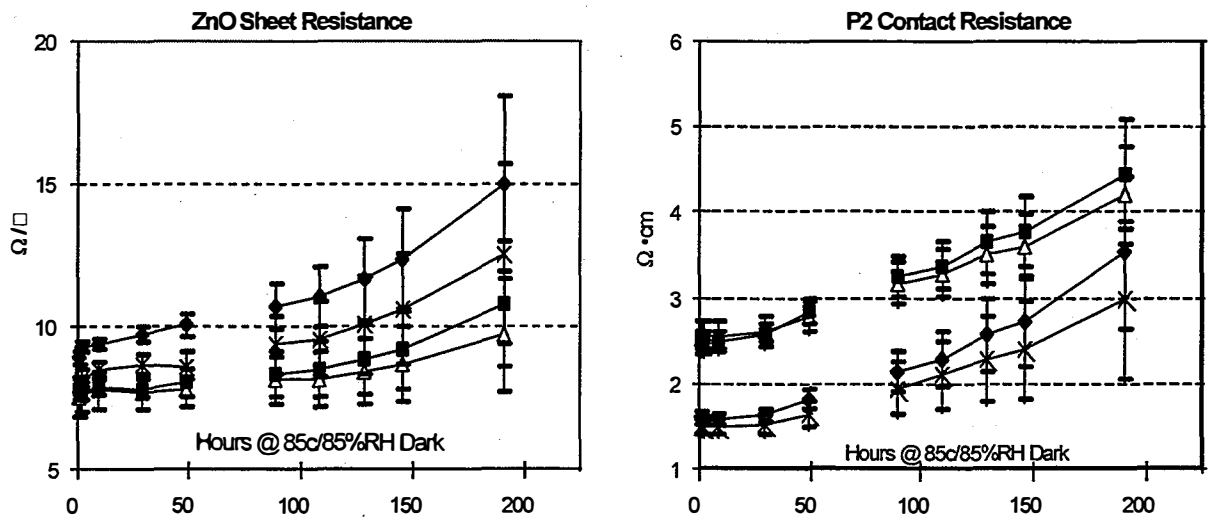 ZnO Sheet Resistance
20
15
10
5
Ω/□
Hours @ 85c/85%RH Dark
0 50 100 150 200
P2 Contact Resistance
6
5
4
3
2
1
Ω•cm
Hours @ 85c/85%RH Dark
0 50 100 150 200